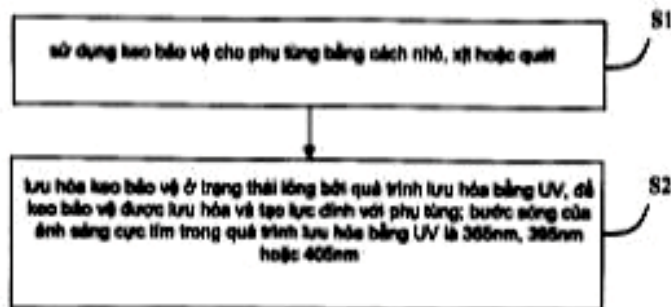 S1
sử dụng keo bảo vệ cho phụ tùng bằng cách nhỏ, xịt hoặc quét
S2
lưu hóa keo bảo vệ ở trạng thái lỏng bởi quá trình lưu hóa bằng UV, để
keo bảo vệ được lưu hóa và tạo lực dính với phụ tùng; bước sóng của
ánh sáng cực tím trong quá trình lưu hóa bằng UV là 365nm, 395nm
hoặc 405nm